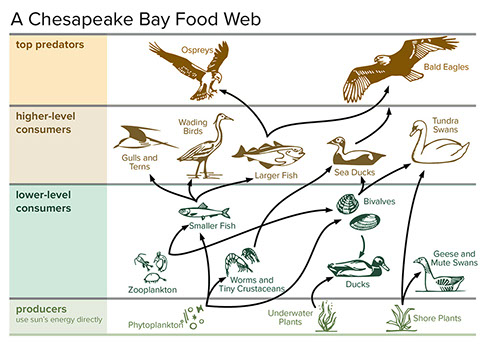 A Chesapeake Bay Food Web
top predators
Ospreys
Bald Eagles
higher-level
consumers
Gulls and
Terns
Wading
Birds
Larger Fish
Sea Ducks
Tundra
Swans
lower-level
consumers
Smaller Fish
Bivalves
Zooplankton
Worms and
Tiny Crustaceans
Ducks
Geese and
Mute Swans
producers
use sun's energy directly
Phytoplankton
Underwater
Plants
Shore Plants